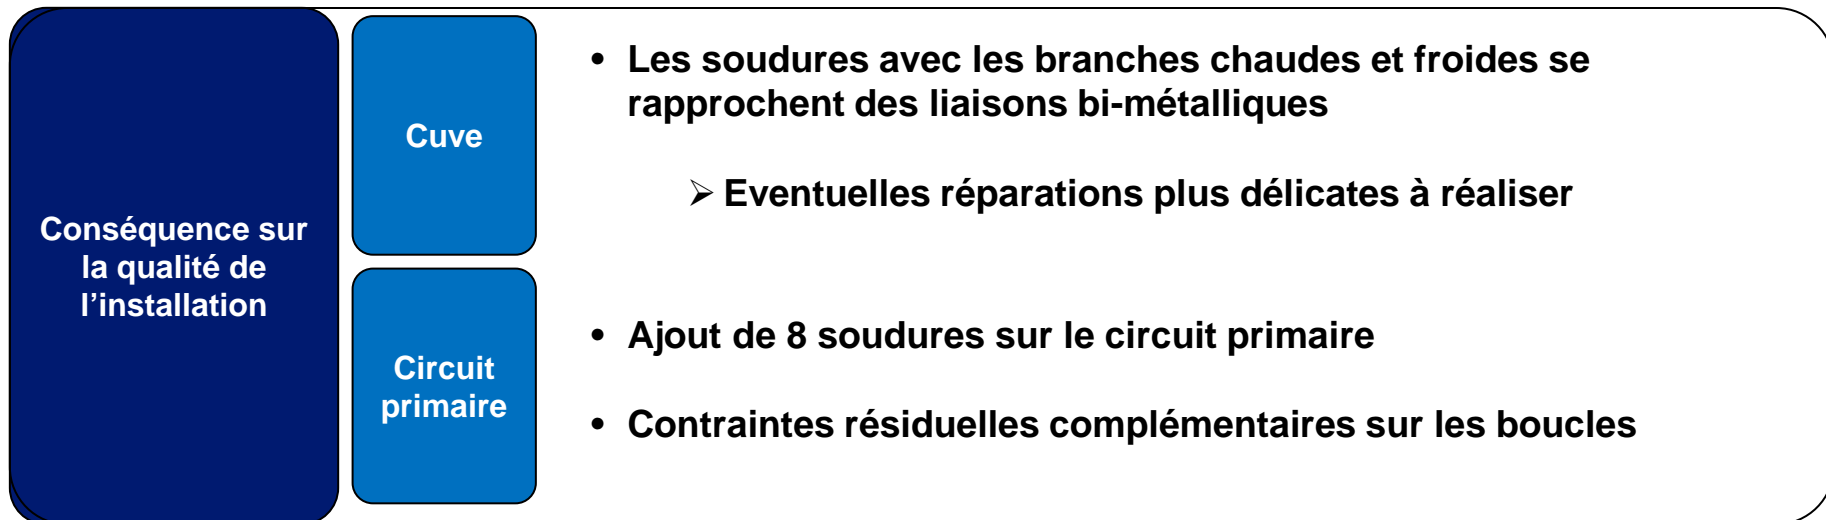 Conséquence sur
la qualité de
l’installation
Cuve
• Les soudures avec les branches chaudes et froides se
rapprochent des liaisons bi-métalliques
➢ Eventuelles réparations plus délicates à réaliser
Circuit
primaire
• Ajout de 8 soudures sur le circuit primaire
• Contraintes résiduelles complémentaires sur les boucles